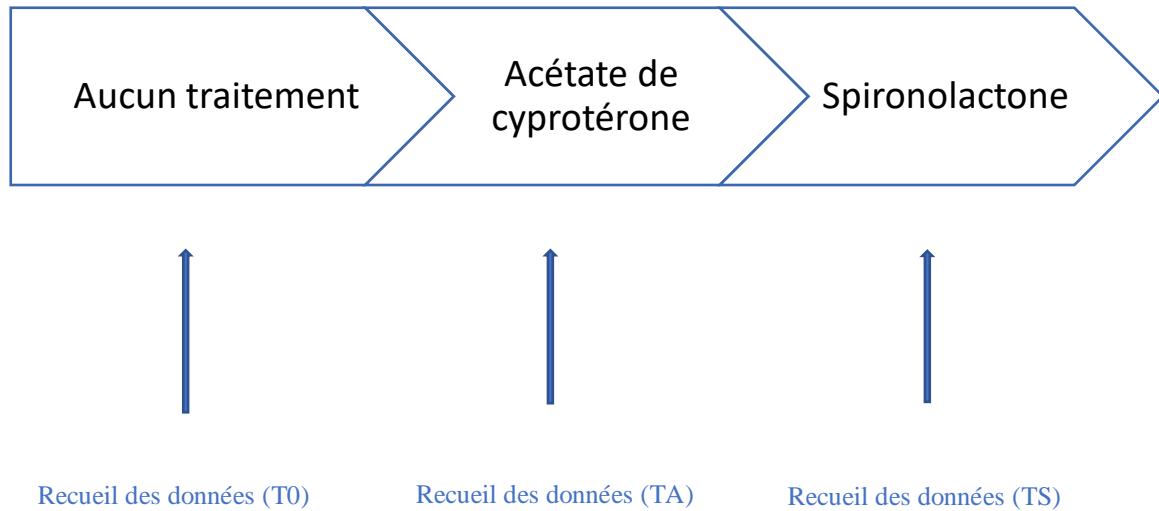 Aucun traitement
Acétate de
cyprotérone
Spironolactone
Recueil des données (T0)
Recueil des données (TA)
Recueil des données (TS)